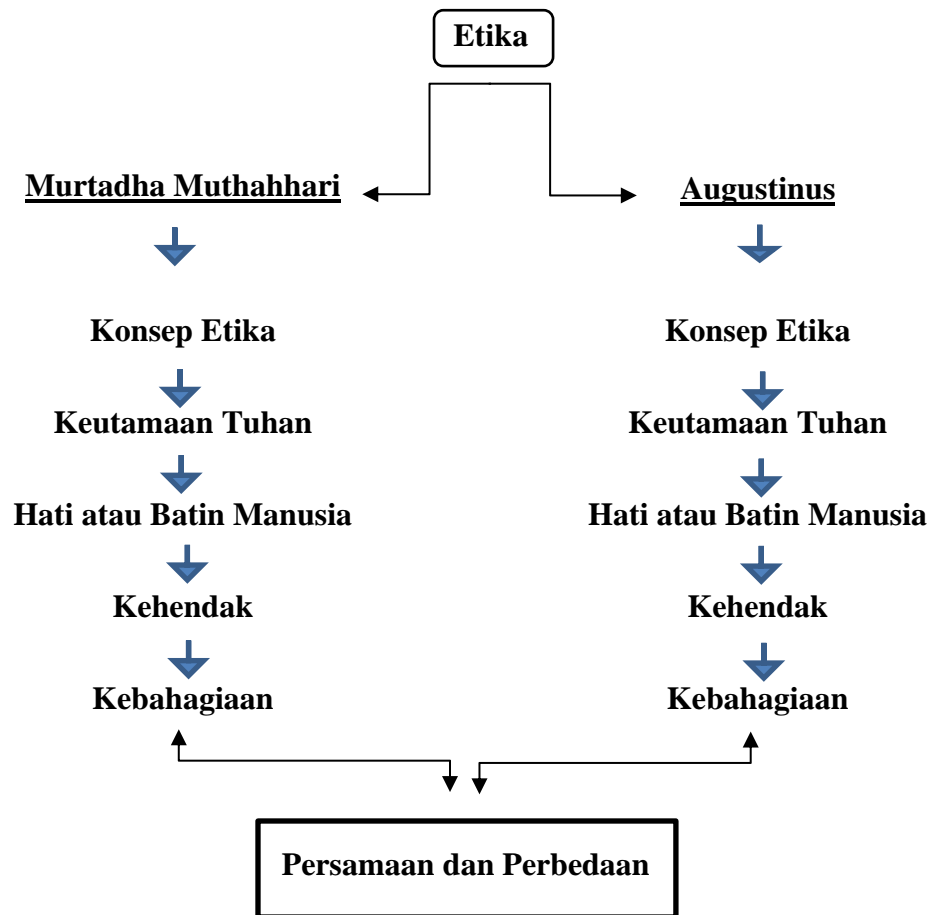 Etika
Murtadha Muthahhari
Augustinus
Konsep Etika
Konsep Etika
Keutamaan Tuhan
Keutamaan Tuhan
Hati atau Batin Manusia
Hati atau Batin Manusia
Kehendak
Kehendak
Kebahagiaan
Kebahagiaan
Persamaan dan Perbedaan